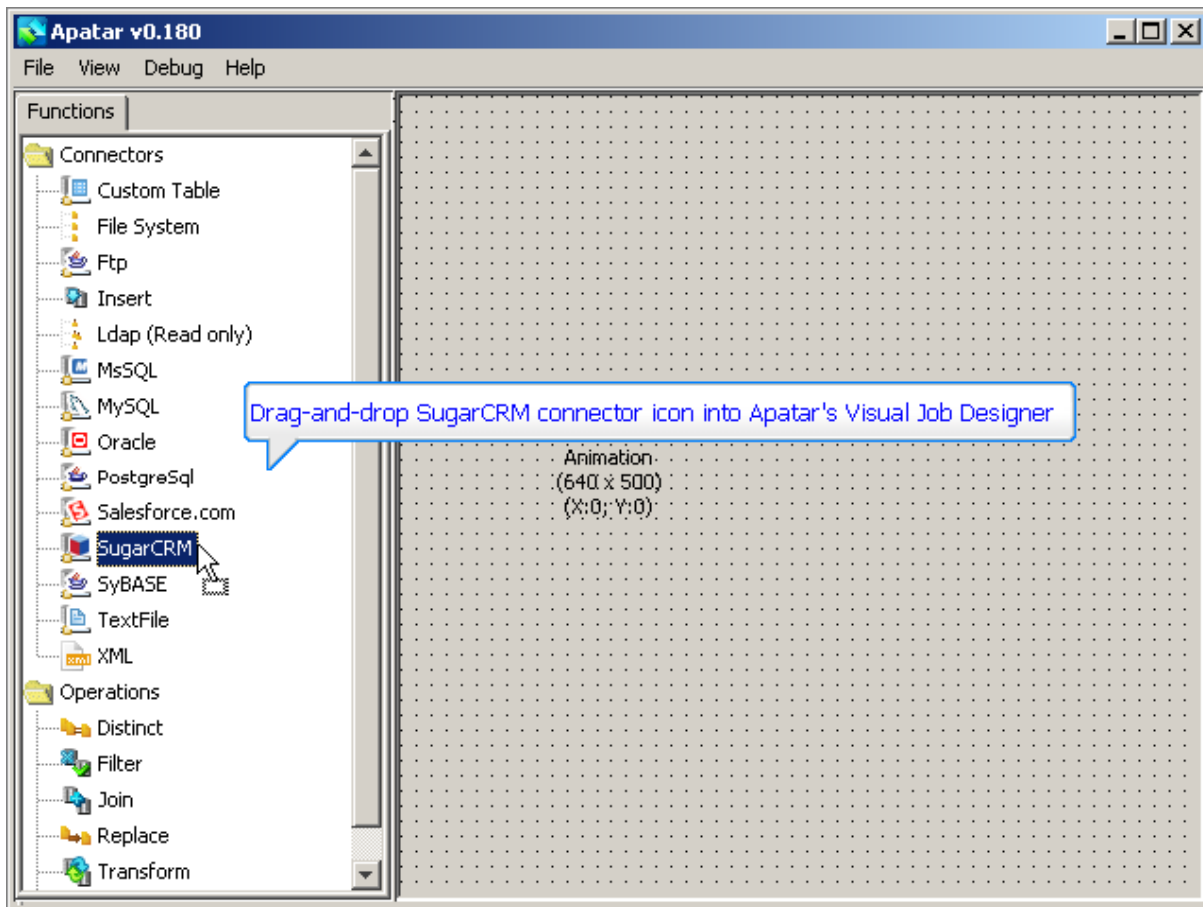 Apatar v0.180
File View Debug Help
Functions
Connectors
Custom Table
File System
Ftp
Insert
Ldap (Read only)
MsSQL
MySQL
Drag-and-drop SugarCRM connector icon into Apatar's Visual Job Designer
Oracle
PostgreSql
Salesforce.com
SugarCRM
SyBASE
TextFile
xml
XML
Operations
Distinct
Filter
Join
Replace
Transform
Animation
(640 x 500)
(X:0; Y:0)